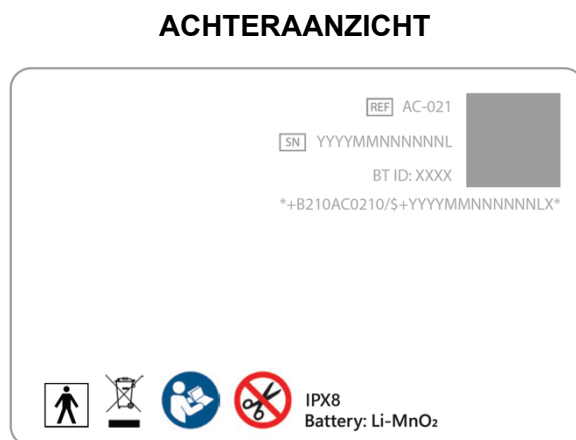 ACHTERAANZICHT
REF AC-021
SN YYYYMMNNNNNNL
BT ID: XXXX
*+B210AC0210/$+YYYYMMNNNNNNLX*
IPX8
Battery: Li-MnO₂